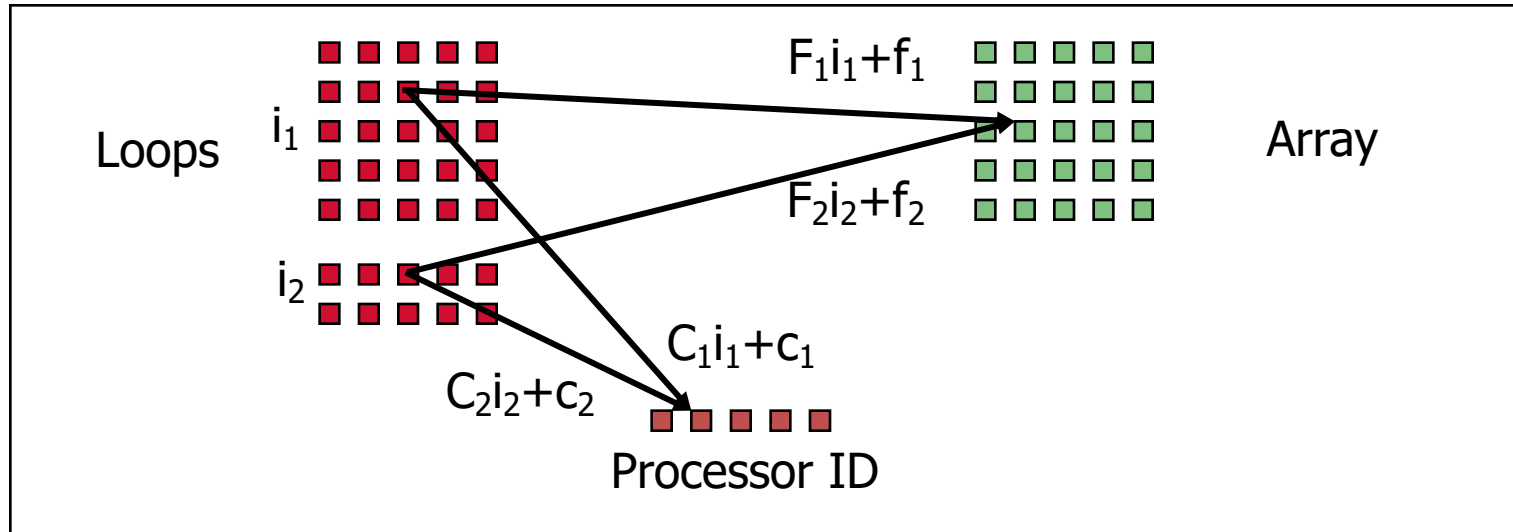 Loops
i₁
i₂
F₁i₁+f₁
F₂i₂+f₂
Array
C₁i₁+c₁
C₂i₂+c₂
Processor ID